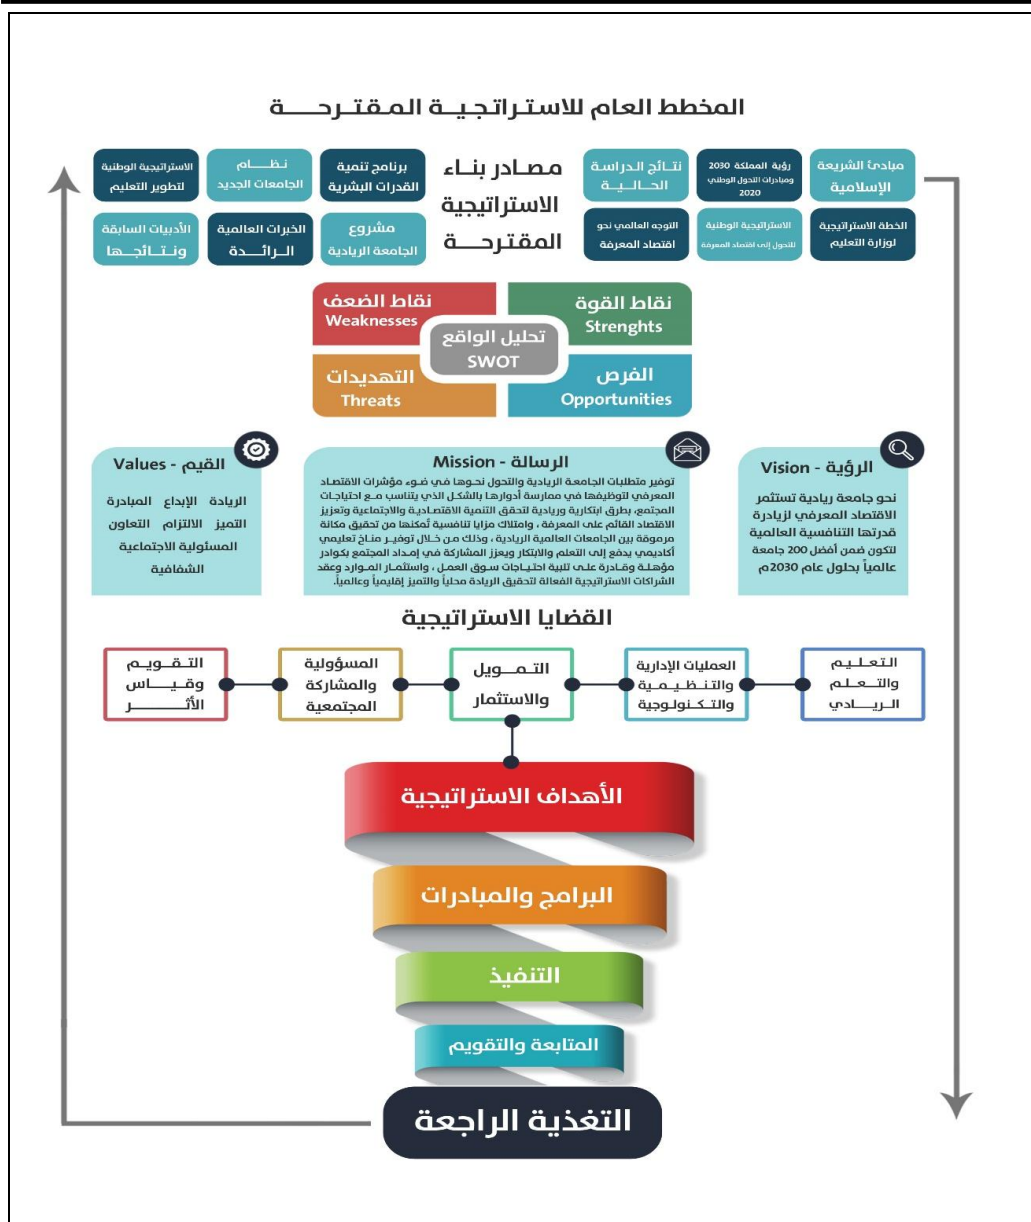 المخطط العام للاستراتجية المقترحة
مبادئ الشريعة
الإسلامية
رؤية المملكة 2030
ومبادرات التحول الوطني
2020
نتائج الدراسة
الحالية
الخطة الاستراتيجية
لوزارة التعليم
الاستراتيجية الوطنية
للتحول إلى اقتصاد المعرفة
التوجه العالمي نحو
اقتصاد المعرفة
مصادر بناء
الاستراتيجية
المقترحة
برنامج تنمية
القدرات البشرية
نظام
الجامعات الجديد
الاستراتيجية الوطنية
لتطوير التعليم
مشروع
الجامعة الريادية
الخبرات العالمية
الرائدة
الأدبيات السابقة
ونتائجها
نقاط القوة
Strenghts
نقاط الضعف
Weaknesses
تحليل الواقع
SWOT
الفرص
Opportunities
التهديدات
Threats
الرؤية - Vision
نحو جامعة ريادية تستثمر
الاقتصاد المعرفي لزيادرة
قدرتها التنافسية العالمية
لتكون ضمن أفضل 200 جامعة
عالمياً بحلول عام 2030م
الرسالة - Mission
توفير متطلبات الجامعة الريادية والتحول نحوها في ضوء مؤشرات الاقتصاد
المعرفي لتوظيفها في ممارسة أدوارها بالشكل الذي يتناسب مع احتياجات
المجتمع، بطرق ابتكارية وريادية لتحقق التنمية الاقتصادية والاجتماعية وتعزيز
الاقتصاد القائم على المعرفة ، وامتلاك مزايا تنافسية تُمكنها من تحقيق مكانة
مرموقة بين الجامعات العالمية الريادية ، وذلك من خلال توفير مناخ تعليمي
أكاديمي يدفع إلى التعلم والابتكار ويعزز المشاركة في إمداد المجتمع بكوادر
مؤهلة وقادرة على تلبية احتياجات سوق العمل ، واستثمار الموارد وعقد
الشراكات الاستراتيجية الفعالة لتحقيق الريادة محلياً والتميز إقليمياً وعالمياً.
القيم - Values
الريادة الإبداع المبادرة
التميز الالتزام التعاون
المسئولية الاجتماعية
الشفافية
القضايا الاستراتيجية
التعليم
والتعلم
الريادي
العمليات الإدارية
والتنظيمية
والتكنولوجية
التمويل
والاستثمار
المسؤولية
والمشاركة
المجتمعية
التقويم
وقياس
الأثر
الأهداف الاستراتيجية
البرامج والمبادرات
التنفيذ
المتابعة والتقويم
التغذية الراجعة